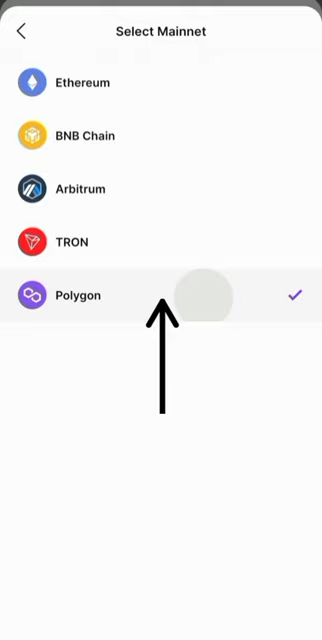 Select Mainnet
Ethereum
BNB Chain
Arbitrum
TRON
Polygon